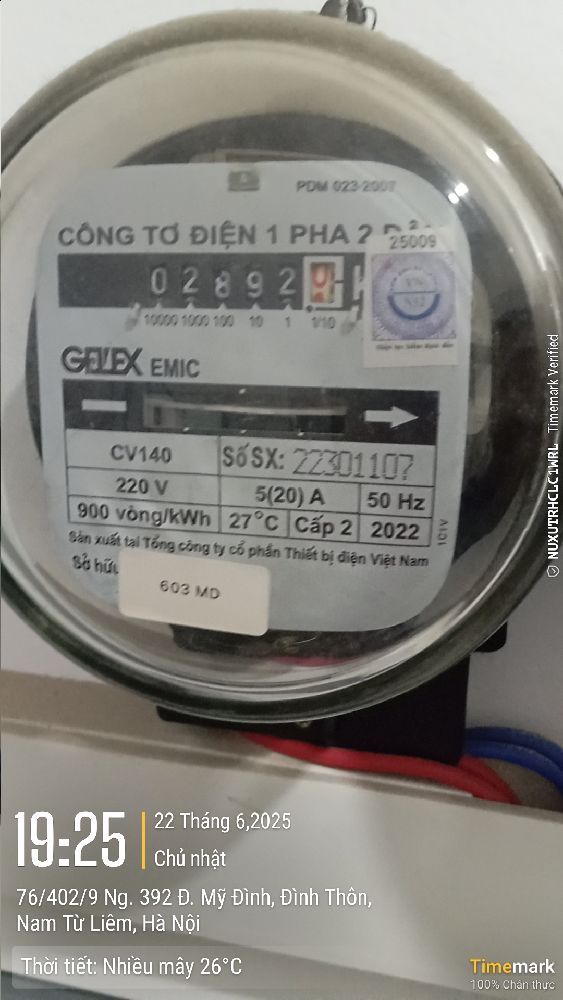 PDM 023-2007
CÔNG TƠ ĐIỆN 1 PHA 2
25009
0 2 8 9 2
10000 1000 100 10 1 1/10
GELEX EMIC
CV140 Số SX: 22301107
220 V 5(20) A 50 Hz
900 vòng/kWh 27°C Cấp 2 2022
Sản xuất tại Tổng công ty cổ phần Thiết bị điện Việt Nam
Sở hữu
603 MD
1C1V
NUXUTRHCLC1WRL Timemark Verified
19:25
22 Tháng 6,2025
Chủ nhật
76/402/9 Ng. 392 Đ. Mỹ Đình, Đình Thôn,
Nam Từ Liêm, Hà Nội
Thời tiết: Nhiều mây 26°C
Timemark
100% Chân thực